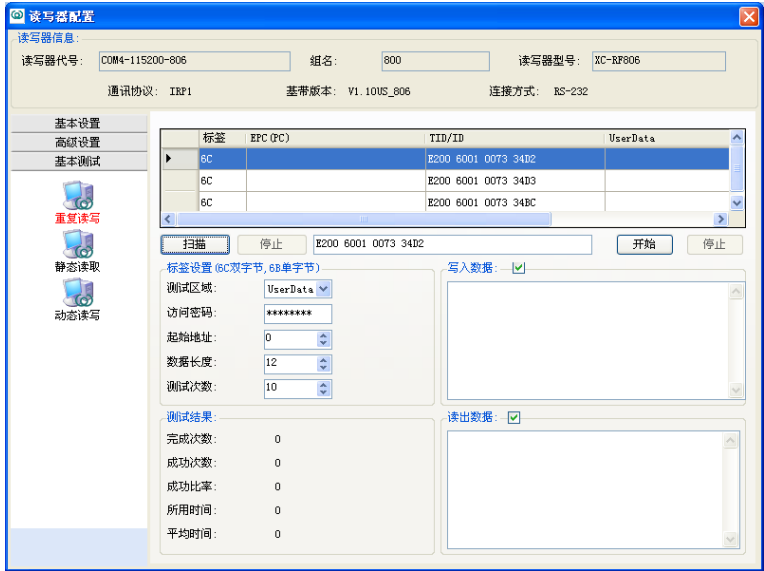 读写器配置
读写器信息:
读写器代号: COM4-115200-806 组名: 800 读写器型号: XC-RF806
通讯协议: IRP1 基带版本: V1.10US_806 连接方式: RS-232
基本设置
高级设置
基本测试
重复读写
静态读取
动态读写
标签 EPC(PC) TID/ID UserData
6C E200 6001 0073 34D2
6C E200 6001 0073 34D3
6C E200 6001 0073 34BC
扫描 停止 E200 6001 0073 34D2 开始 停止
标签设置(6C双字节,6B单字节)
测试区域: UserData
访问密码: ********
起始地址: 0
数据长度: 12
测试次数: 10
写入数据:
测试结果:
完成次数: 0
成功次数: 0
成功比率: 0
所用时间: 0
平均时间: 0
读出数据: